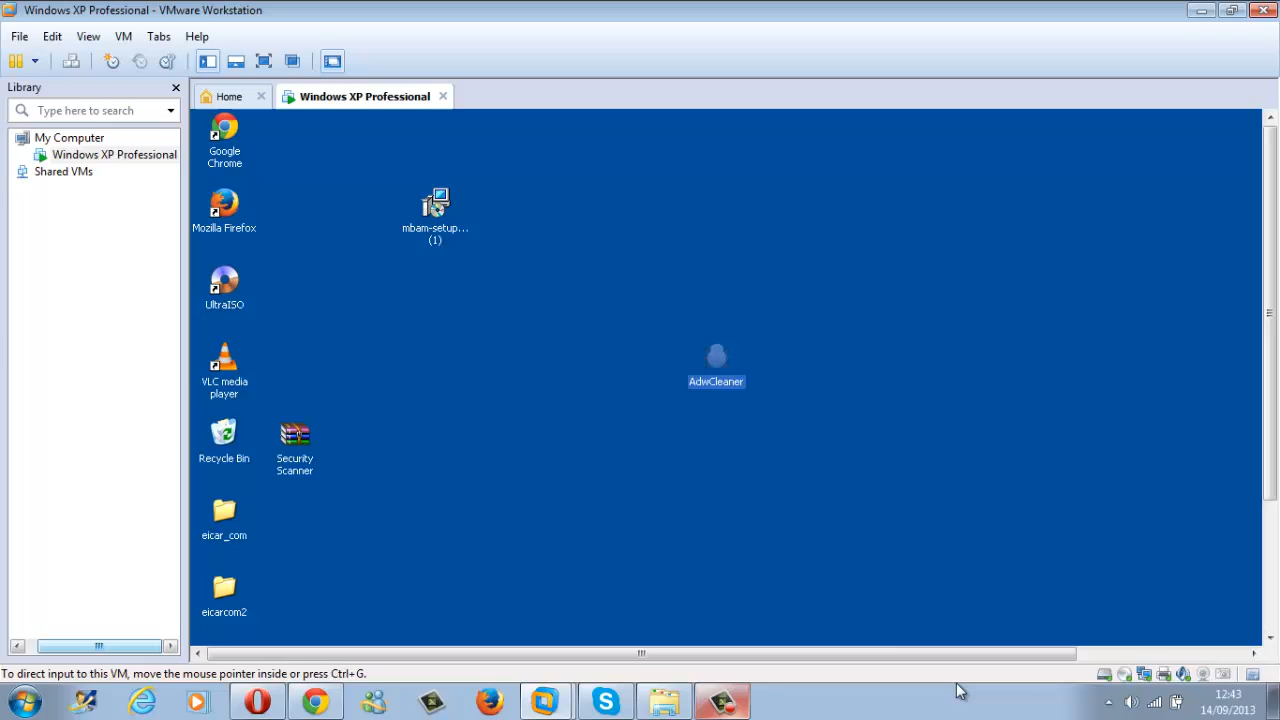 Windows XP Professional - VMware Workstation
File Edit View VM Tabs Help
Library
Type here to search
My Computer
Windows XP Professional
Shared VMs
Home
Windows XP Professional
Google
Chrome
Mozilla Firefox
mbam-setup...
(1)
UltraISO
VLC media
player
AdwCleaner
Recycle Bin
Security
Scanner
eicar_com
eicarcom2
To direct input to this VM, move the mouse pointer inside or press Ctrl+G.
12:43
14/09/2013